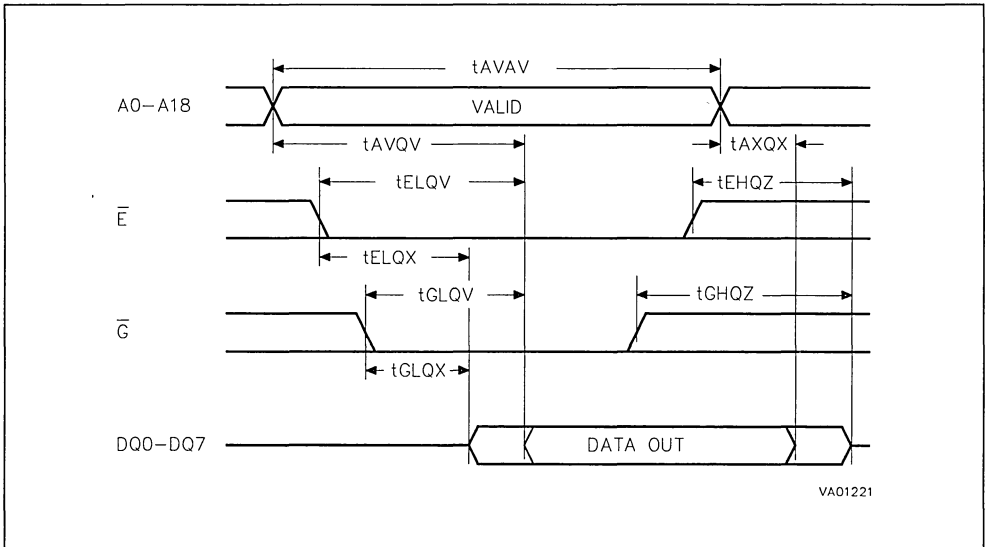 tAVAV
A0–A18 VALID
tAVQV tAXQX
tELQV tEHQZ
E̅
tELQX
tGLQV tGHQZ
G̅
tGLQX
DQ0–DQ7 DATA OUT
VA01221